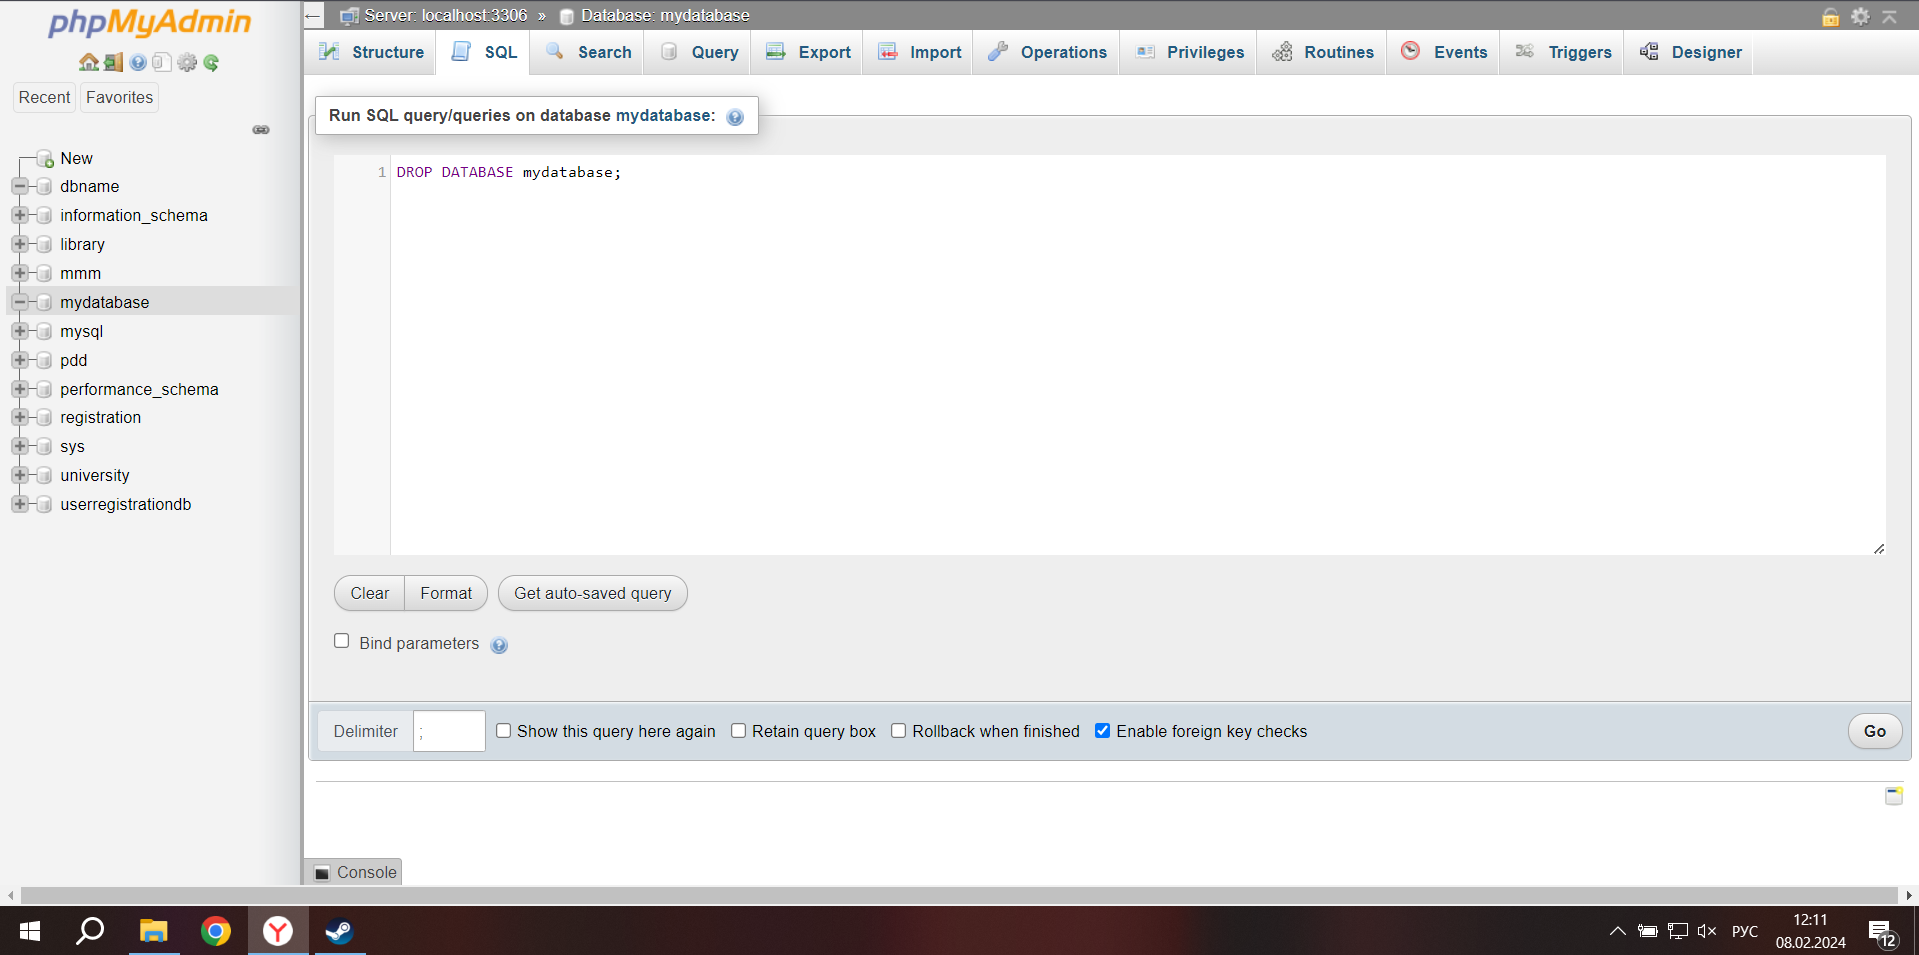 phpMyAdmin
Recent Favorites
New
dbname
information_schema
library
mmm
mydatabase
mysql
pdd
performance_schema
registration
sys
university
userregistrationdb
Server: localhost:3306 » Database: mydatabase
Structure SQL Search Query Export Import Operations Privileges Routines Events Triggers Designer
Run SQL query/queries on database mydatabase:
1 DROP DATABASE mydatabase;
Clear Format Get auto-saved query
Bind parameters
Delimiter ; Show this query here again Retain query box Rollback when finished Enable foreign key checks Go
Console
РУС 12:11
08.02.2024 12